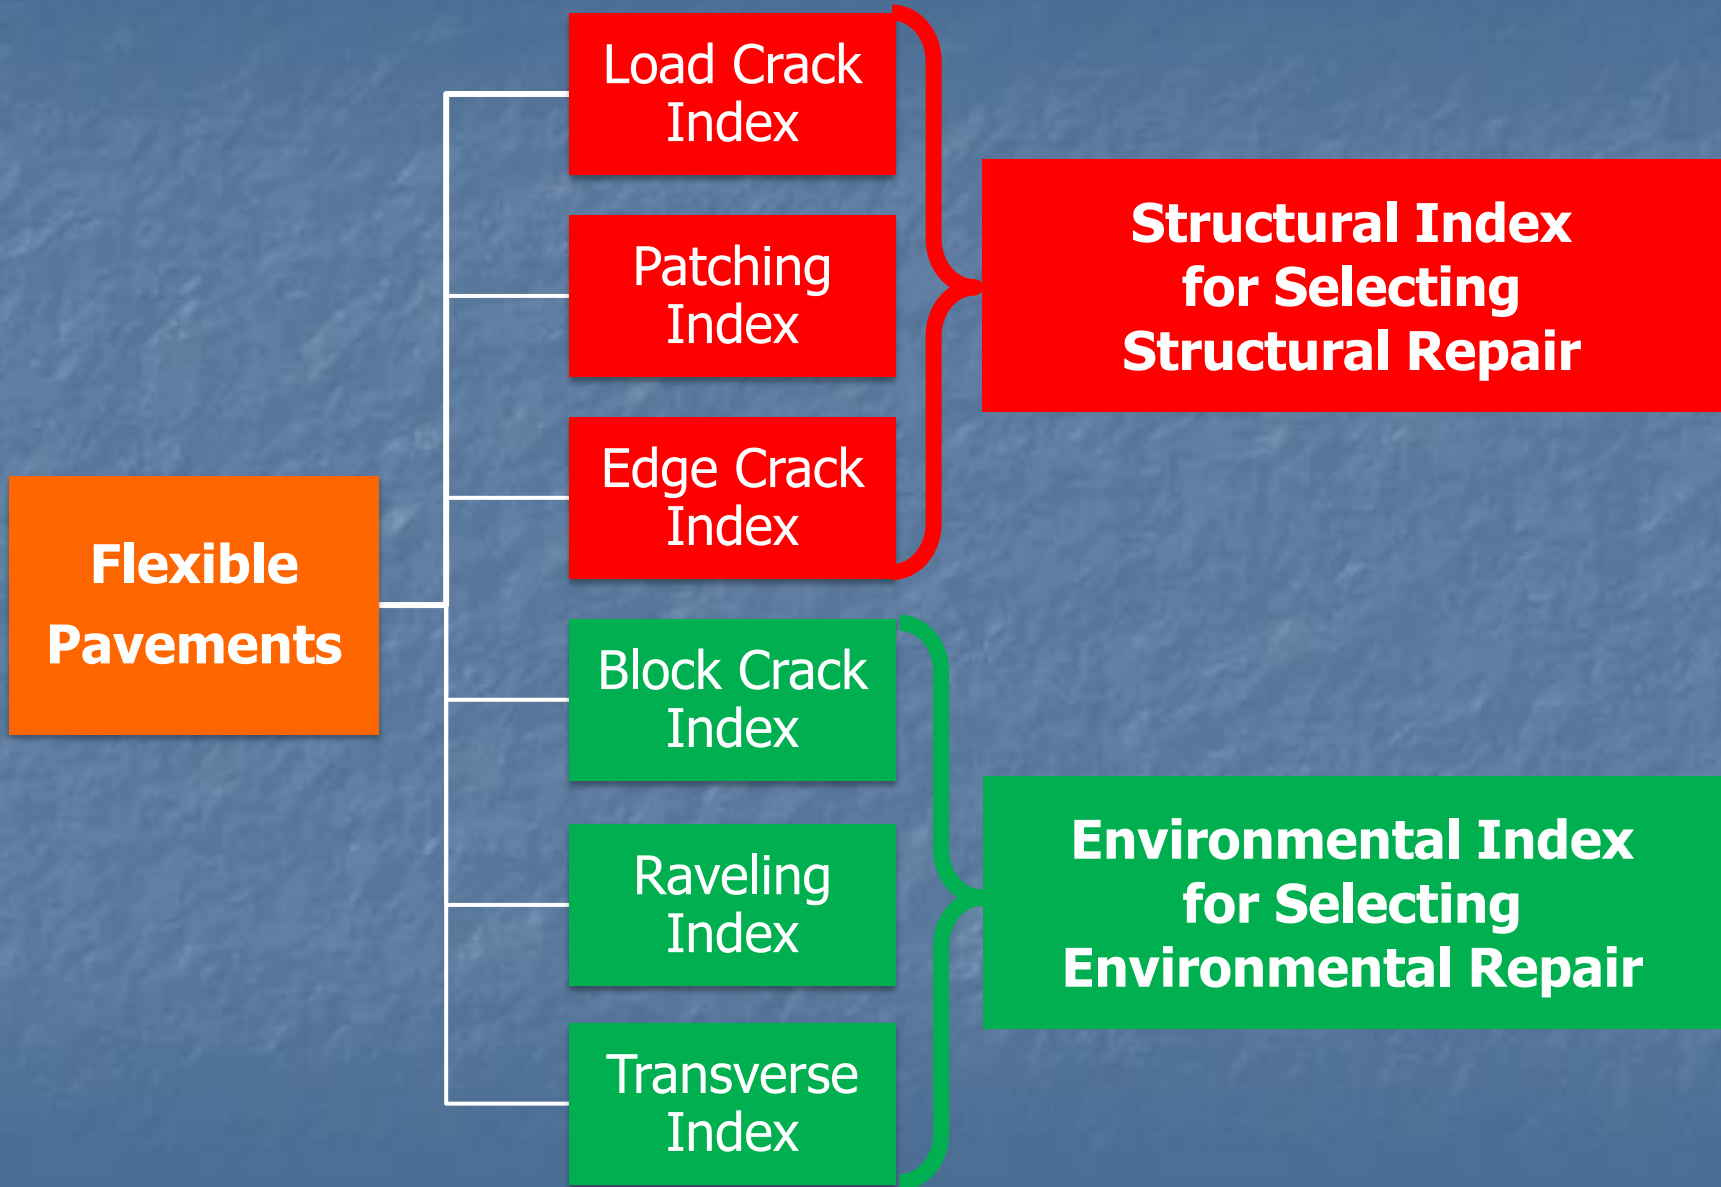 Flexible
Pavements
Load Crack
Index
Patching
Index
Edge Crack
Index
Block Crack
Index
Raveling
Index
Transverse
Index
Structural Index
for Selecting
Structural Repair
Environmental Index
for Selecting
Environmental Repair